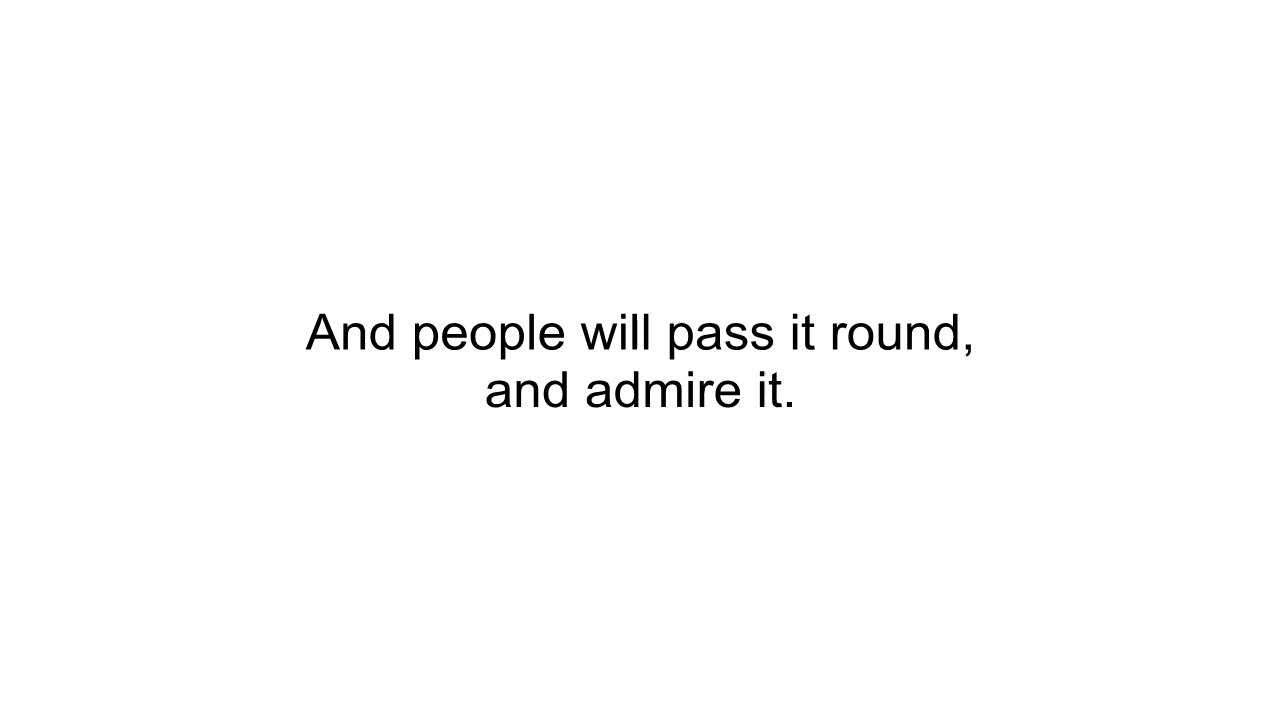 And people will pass it round,
and admire it.